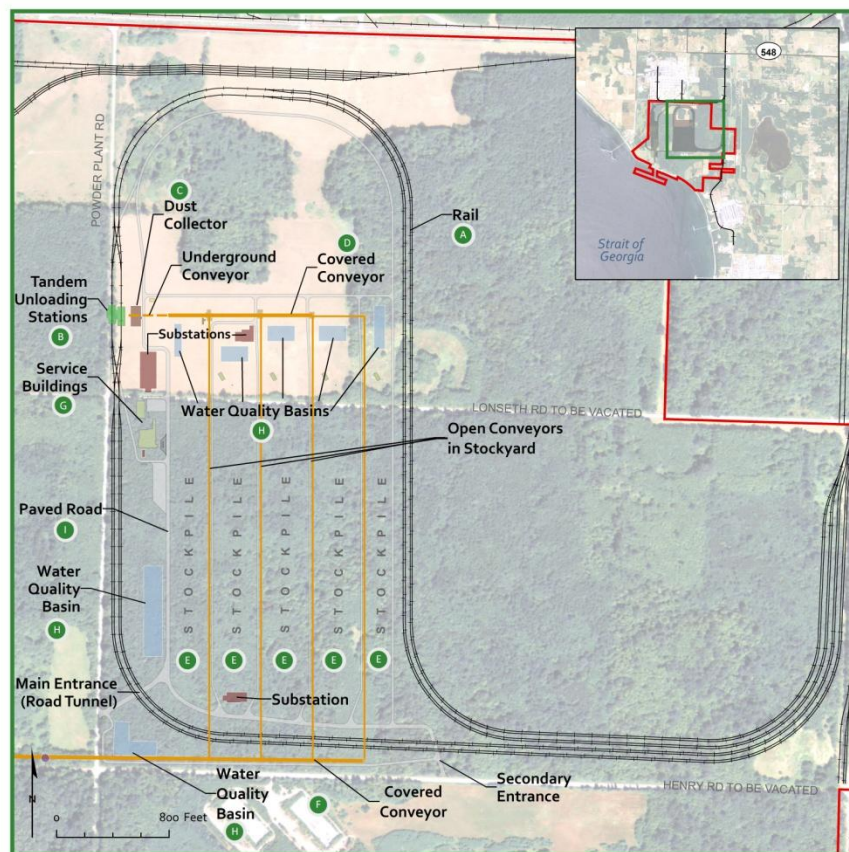 548
Strait of
Georgia
POWDER PLANT RD
C
Dust
Collector
D
Rail
A
Underground
Conveyor
Covered
Conveyor
Tandem
Unloading
Stations
B
Substations
Service
Buildings
G
Water Quality Basins
H
LONSETH RD TO BE VACATED
Open Conveyors
in Stockyard
STOCKPILE
STOCKPILE
STOCKPILE
STOCKPILE
STOCKPILE
Paved Road
I
Water
Quality
Basin
H
E
E
E
E
E
Main Entrance
(Road Tunnel)
Substation
Water
Quality
Basin
H
F
Covered
Conveyor
Secondary
Entrance
HENRY RD TO BE VACATED
N
0
800 Feet